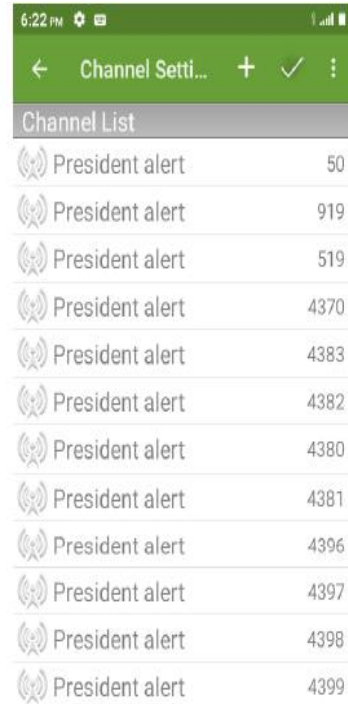 6:22 PM
Channel Setti...
Channel List
President alert 50
President alert 919
President alert 519
President alert 4370
President alert 4383
President alert 4382
President alert 4380
President alert 4381
President alert 4396
President alert 4397
President alert 4398
President alert 4399